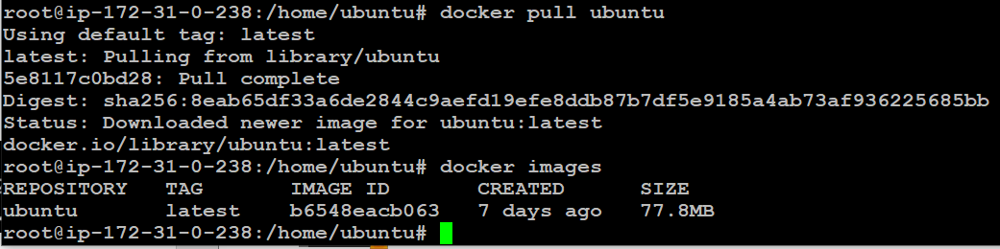 root@ip-172-31-0-238:/home/ubuntu# docker pull ubuntu
Using default tag: latest
latest: Pulling from library/ubuntu
5e8117c0bd28: Pull complete
Digest: sha256:8eab65df33a6de2844c9aefd19efe8ddb87b7df5e9185a4ab73af936225685bb
Status: Downloaded newer image for ubuntu:latest
docker.io/library/ubuntu:latest
root@ip-172-31-0-238:/home/ubuntu# docker images
REPOSITORY   TAG       IMAGE ID       CREATED      SIZE
ubuntu       latest    b6548eacb063   7 days ago   77.8MB
root@ip-172-31-0-238:/home/ubuntu#